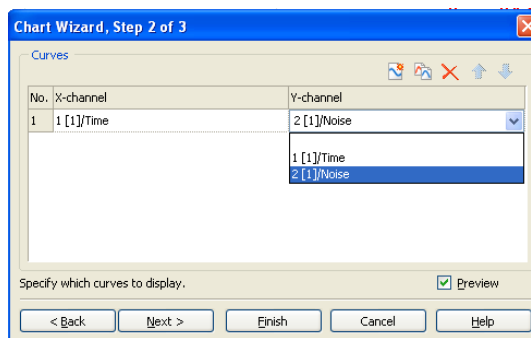 Chart Wizard, Step 2 of 3
Curves
No. X-channel Y-channel
1 1 [1]/Time 2 [1]/Noise
1 [1]/Time
2 [1]/Noise
Specify which curves to display. Preview
< Back Next > Finish Cancel Help